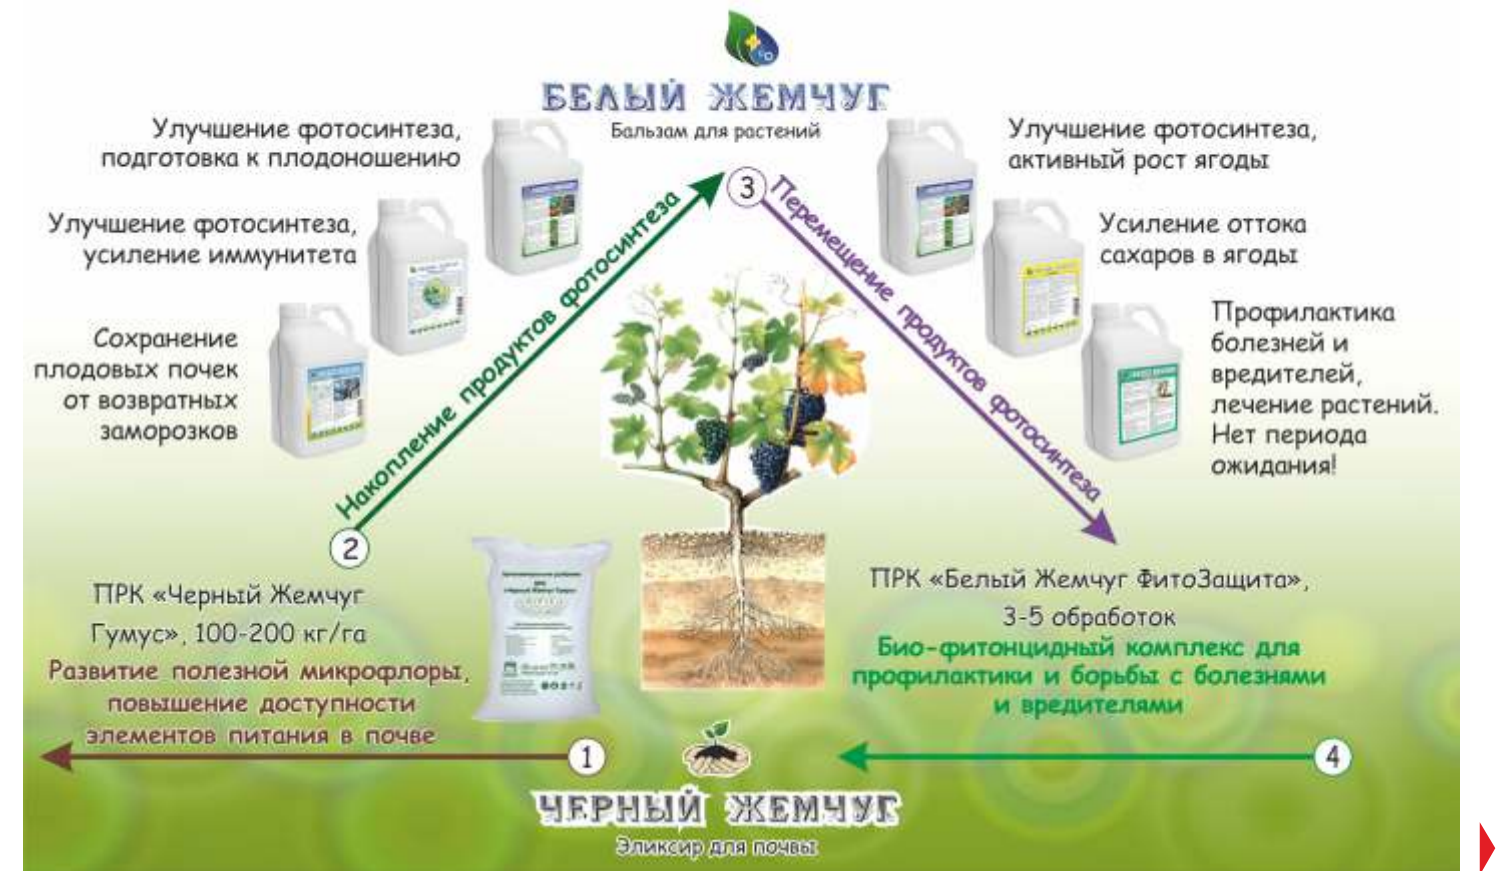 БЕЛЫЙ ЖЕМЧУГ
Бальзам для растений
Улучшение фотосинтеза,
подготовка к плодоношению
Улучшение фотосинтеза,
усиление иммунитета
Сохранение
плодовых почек
от возвратных
заморозков
2
Накопление продуктов фотосинтеза
3
Перемещение продуктов фотосинтеза
Улучшение фотосинтеза,
активный рост ягоды
Усиление оттока
сахаров в ягоды
Профилактика
болезней и
вредителей,
лечение растений.
Нет периода
ожидания!
ПРК «Черный Жемчуг
Гумус», 100-200 кг/га
Развитие полезной микрофлоры,
повышение доступности
элементов питания в почве
1
ПРК «Белый Жемчуг ФитоЗащита»,
3-5 обработок
Био-фитонцидный комплекс для
профилактики и борьбы с болезнями
и вредителями
4
ЧЕРНЫЙ ЖЕМЧУГ
Эликсир для почвы